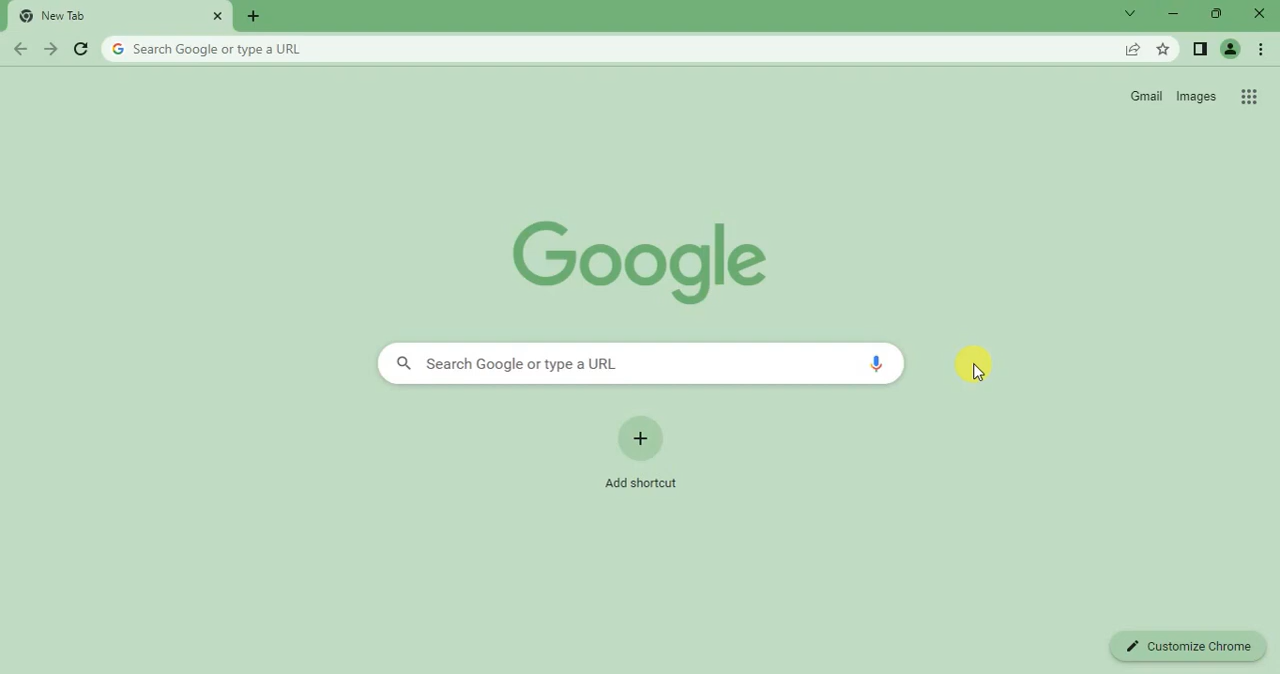 New Tab
Search Google or type a URL
Gmail Images
Google
Search Google or type a URL
Add shortcut
Customize Chrome